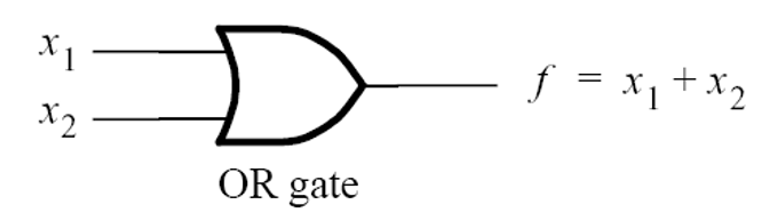 x₁
f = x₁ + x₂
x₂
OR gate